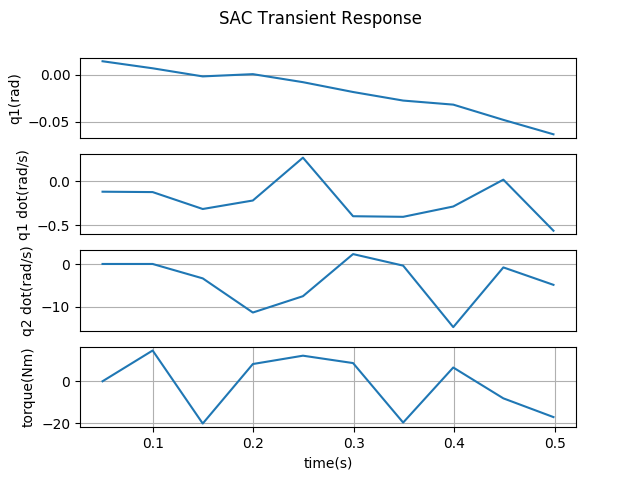 SAC Transient Response
q1(rad)
0.00
−0.05
q1 dot(rad/s)
0.0
−0.5
q2 dot(rad/s)
0
−10
torque(Nm)
0
−20
0.1 0.2 0.3 0.4 0.5
time(s)